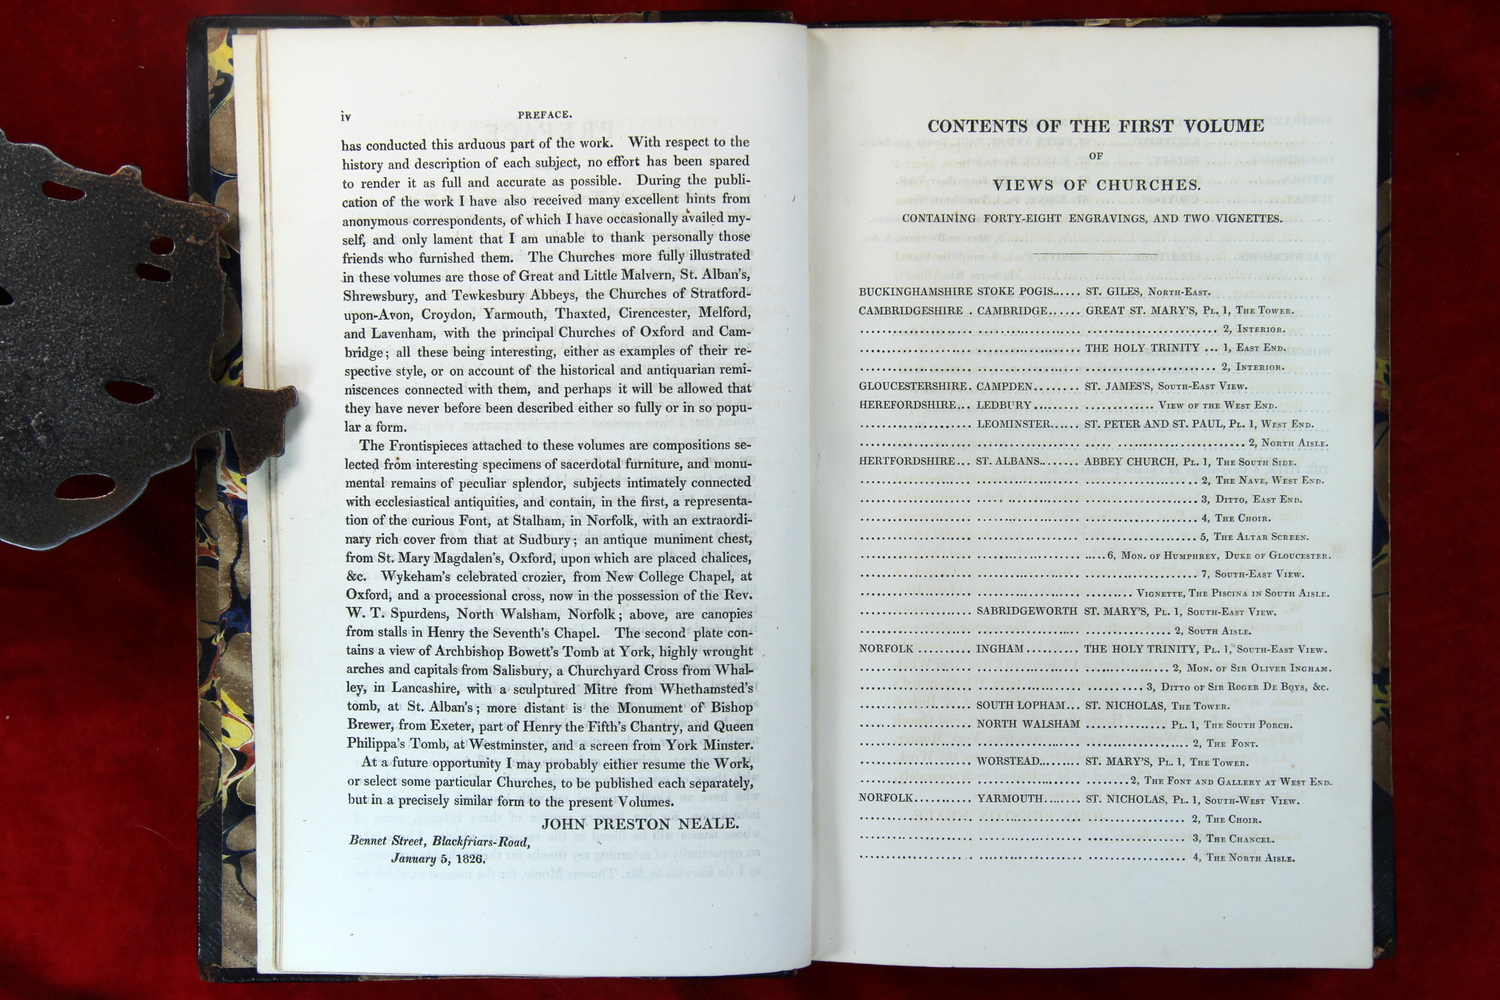 iv
PREFACE.
has conducted this arduous part of the work. With respect to the
history and description of each subject, no effort has been spared
to render it as full and accurate as possible. During the publi-
cation of the work I have also received many excellent hints from
anonymous correspondents, of which I have occasionally availed my-
self, and only lament that I am unable to thank personally those
friends who furnished them. The Churches more fully illustrated
in these volumes are those of Great and Little Malvern, St. Alban's,
Shrewsbury, and Tewkesbury Abbeys, the Churches of Stratford-
upon-Avon, Croydon, Yarmouth, Thaxted, Cirencester, Melford,
and Lavenham, with the principal Churches of Oxford and Cam-
bridge; all these being interesting, either as examples of their re-
spective style, or on account of the historical and antiquarian remi-
niscences connected with them, and perhaps it will be allowed that
they have never before been described either so fully or in so popu-
lar a form.
The Frontispieces attached to these volumes are compositions se-
lected from interesting specimens of sacerdotal furniture, and monu-
mental remains of peculiar splendor, subjects intimately connected
with ecclesiastical antiquities, and contain, in the first, a representa-
tion of the curious Font, at Stalham, in Norfolk, with an extraordi-
nary rich cover from that at Sudbury; an antique muniment chest,
from St. Mary Magdalen's, Oxford, upon which are placed chalices,
&c. Wykeham's celebrated crozier, from New College Chapel, at
Oxford, and a processional cross, now in the possession of the Rev.
W. T. Spurdens, North Walsham, Norfolk; above, are canopies
from stalls in Henry the Seventh's Chapel. The second plate con-
tains a view of Archbishop Bowett's Tomb at York, highly wrought
arches and capitals from Salisbury, a Churchyard Cross from Whal-
ley, in Lancashire, with a sculptured Mitre from Whethamsted's
tomb, at St. Alban's; more distant is the Monument of Bishop
Brewer, from Exeter, part of Henry the Fifth's Chantry, and Queen
Philippa's Tomb, at Westminster, and a screen from York Minster.
At a future opportunity I may probably either resume the Work,
or select some particular Churches, to be published each separately,
but in a precisely similar form to the present Volumes.
JOHN PRESTON NEALE.
Bennet Street, Blackfriars-Road,
January 5, 1826.
CONTENTS OF THE FIRST VOLUME
OF
VIEWS OF CHURCHES.
CONTAINING FORTY-EIGHT ENGRAVINGS, AND TWO VIGNETTES.
BUCKINGHAMSHIRE STOKE POGIS...... ST. GILES, North-East.
CAMBRIDGESHIRE . CAMBRIDGE...... GREAT ST. MARY'S, Pl. 1, The Tower.
................... .................. ....................... 2, Interior.
................... .................. THE HOLY TRINITY ... 1, East End.
................... .................. ....................... 2, Interior.
GLOUCESTERSHIRE. CAMPDEN........ ST. JAMES'S, South-East View.
HEREFORDSHIRE... LEDBURY......... ............ View of the West End.
................... LEOMINSTER...... ST. PETER AND ST. PAUL, Pl. 1, West End.
................... .................. ............................ 2, North Aisle.
HERTFORDSHIRE... ST. ALBANS........ ABBEY CHURCH, Pl. 1, The South Side.
................... .................. .................... 2, The Nave, West End.
................... .................. .................... 3, Ditto, East End.
................... .................. .................... 4, The Choir.
................... .................. .................... 5, The Altar Screen.
................... .................. ....6, Mon. of Humphrey, Duke of Gloucester.
................... .................. .................... 7, South-East View.
................... .................. ......... Vignette, The Piscina in South Aisle.
................... SABRIDGEWORTH ST. MARY'S, Pl. 1, South-East View.
................... .................. ............... 2, South Aisle.
NORFOLK .......... INGHAM.......... THE HOLY TRINITY, Pl. 1, South-East View.
................... .................. ................ 2, Mon. of Sir Oliver Ingham.
................... .................. .......... 3, Ditto of Sir Roger De Boys, &c.
................... SOUTH LOPHAM... ST. NICHOLAS, The Tower.
................... NORTH WALSHAM .............. Pl. 1, The South Porch.
................... .................. .................. 2, The Font.
................... WORSTEAD........ ST. MARY'S, Pl. 1, The Tower.
................... .................. ........2, The Font and Gallery at West End.
NORFOLK........... YARMOUTH....... ST. NICHOLAS, Pl. 1, South-West View.
................... .................. .................. 2, The Choir.
................... .................. .................. 3, The Chancel.
................... .................. .................. 4, The North Aisle.